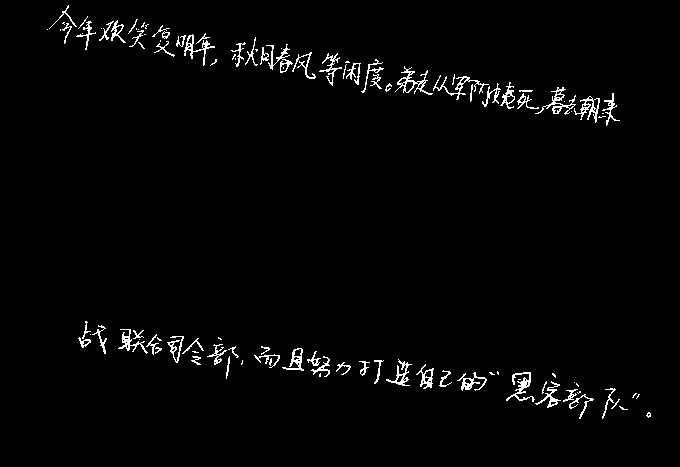 今年欢笑复明年,秋月春风等闲度。弟走从军阿姨死,暮去朝来
战联合司令部,而且努力打造自己的“黑客部队”。